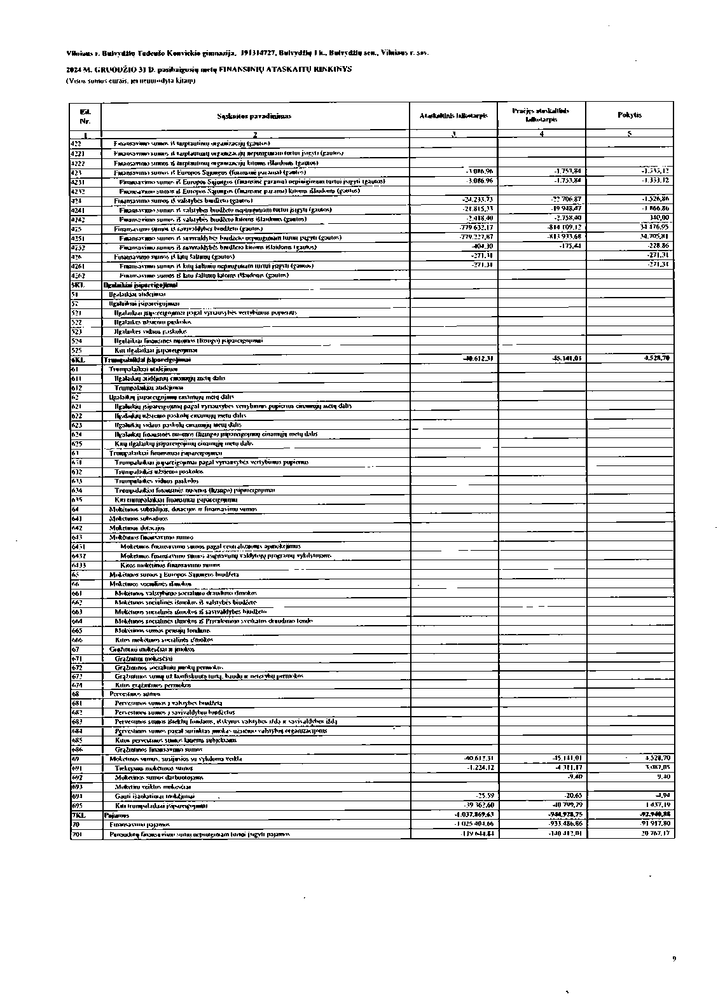 Vilniaus r. Buivydžių Tadeušo Konvickio gimnazija, 191314727, Buivydžių I k., Buivydžių sen., Vilniaus r. sav.
2024 M. GRUODŽIO 31 D. pasibaigusių metų FINANSINIŲ ATASKAITŲ RINKINYS
(Visos sumos eurais, jei nenurodyta kitaip)
Eil. Nr. Sąskaitos pavadinimas Ataskaitinis laikotarpis Praėjęs ataskaitinis laikotarpis Pokytis
1 2 3 4 5
422 Finansavimo sumos iš tarptautinių organizacijų (gautos)
4221 Finansavimo sumos iš tarptautinių organizacijų nepiniginiam turtui įsigyti (gautos)
4222 Finansavimo sumos iš tarptautinių organizacijų kitoms išlaidoms (gautos)
423 Finansavimo sumos iš Europos Sąjungos (finansinė parama) (gautos) -3.086,96 -1.753,84 -1.333,12
4231 Finansavimo sumos iš Europos Sąjungos (finansinė parama) nepiniginiam turtui įsigyti (gautos) -3.086,96 -1.753,84 -1.333,12
4232 Finansavimo sumos iš Europos Sąjungos (finansinė parama) kitoms išlaidoms (gautos)
424 Finansavimo sumos iš valstybės biudžeto (gautos) -24.233,73 -22.706,87 -1.526,86
4241 Finansavimo sumos iš valstybės biudžeto nepiniginiam turtui įsigyti (gautos) -21.815,33 -19.948,47 -1.866,86
4242 Finansavimo sumos iš valstybės biudžeto kitoms išlaidoms (gautos) -2.418,40 -2.758,40 340,00
425 Finansavimo sumos iš savivaldybės biudžeto (gautos) -779.632,17 -814.109,12 34.476,95
4251 Finansavimo sumos iš savivaldybės biudžeto nepiniginiam turtui įsigyti (gautos) -779.227,87 -813.933,68 34.705,81
4252 Finansavimo sumos iš savivaldybės biudžeto kitoms išlaidoms (gautos) -404,30 -175,44 -228,86
426 Finansavimo sumos iš kitų šaltinių (gautos) -271,31 -271,31
4261 Finansavimo sumos iš kitų šaltinių nepiniginiam turtui įsigyti (gautos) -271,31 -271,31
4262 Finansavimo sumos iš kitų šaltinių kitoms išlaidoms (gautos)
5KL Ilgalaikiai įsipareigojimai
51 Ilgalaikiai atidėjiniai
52 Ilgalaikiai įsipareigojimai
521 Ilgalaikiai įsipareigojimai pagal vyriausybės vertybinius popierius
522 Ilgalaikės užsienio paskolos
523 Ilgalaikės vidaus paskolos
524 Ilgalaikiai finansinės nuomos (lizingo) įsipareigojimai
525 Kiti ilgalaikiai įsipareigojimai
6KL Trumpalaikiai įsipareigojimai -40.612,31 -45.141,01 4.528,70
61 Trumpalaikiai atidėjiniai
611 Ilgalaikių atidėjinių einamųjų metų dalis
612 Trumpalaikiai atidėjiniai
62 Ilgalaikių įsipareigojimų einamųjų metų dalis
621 Ilgalaikių įsipareigojimų pagal vyriausybės vertybinius popierius einamųjų metų dalis
622 Ilgalaikių užsienio paskolų einamųjų metų dalis
623 Ilgalaikių vidaus paskolų einamųjų metų dalis
624 Ilgalaikių finansinės nuomos (lizingo) įsipareigojimų einamųjų metų dalis
625 Kitų ilgalaikių įsipareigojimų einamųjų metų dalis
63 Trumpalaikiai finansiniai įsipareigojimai
631 Trumpalaikiai įsipareigojimai pagal vyriausybės vertybinius popierius
632 Trumpalaikės užsienio paskolos
633 Trumpalaikės vidaus paskolos
634 Trumpalaikiai finansinės nuomos (lizingo) įsipareigojimai
635 Kiti trumpalaikiai finansiniai įsipareigojimai
64 Mokėtinos subsidijos, dotacijos ir finansavimo sumos
641 Mokėtinos subsidijos
642 Mokėtinos dotacijos
643 Mokėtinos finansavimo sumos
6431 Mokėtinos finansavimo sumos pagal centralizuotus apmokėjimus
6432 Mokėtinos finansavimo sumos asignavimų valdytojų programų vykdytojams
6433 Kitos mokėtinos finansavimo sumos
65 Mokėtinos sumos į Europos Sąjungos biudžetą
66 Mokėtinos socialinės išmokos
661 Mokėtinos valstybinio socialinio draudimo išmokos
662 Mokėtinos socialinės išmokos iš valstybės biudžeto
663 Mokėtinos socialinės išmokos iš savivaldybės biudžeto
664 Mokėtinos socialinės išmokos iš Privalomojo sveikatos draudimo fondo
665 Mokėtinos sumos pensijų fondams
666 Kitos mokėtinos socialinės išmokos
67 Grąžintini mokesčiai ir įmokos
671 Grąžintini mokesčiai
672 Grąžintinos socialinių įmokų permokos
673 Grąžintinos sumos už konfiskuotą turtą, baudų ir netesybų permokos
674 Kitos grąžintinos permokos
68 Pervestinos sumos
681 Pervestinos sumos į valstybės biudžetą
682 Pervestinos sumos į savivaldybių biudžetus
683 Pervestinos sumos išteklių fondams, išskyrus valstybės iždą ir savivaldybės iždą
684 Pervestinos sumos pagal surinktas įmokas užsienio valstybių organizacijoms
685 Kitos pervestinos sumos kitiems subjektams
686 Grąžintinos finansavimo sumos
69 Mokėtinos sumos, susijusios su vykdoma veikla -40.612,31 -45.141,01 4.528,70
691 Tiekėjams mokėtinos sumos -1.224,12 -4.311,17 3.087,05
692 Mokėtinos sumos darbuotojams -9,40 9,40
693 Mokėtini veiklos mokesčiai
694 Gauti išankstiniai mokėjimai -25,59 -20,65 -4,94
695 Kiti trumpalaikiai įsipareigojimai -39.362,60 -40.799,79 1.437,19
7KL Pajamos -1.037.869,63 -944.928,75 -92.940,88
70 Finansavimo pajamos -1.025.404,66 -933.486,86 -91.917,80
701 Panaudotų finansavimo sumų nepiniginiam turtui įsigyti pajamos -119.644,84 -140.412,01 20.767,17
9